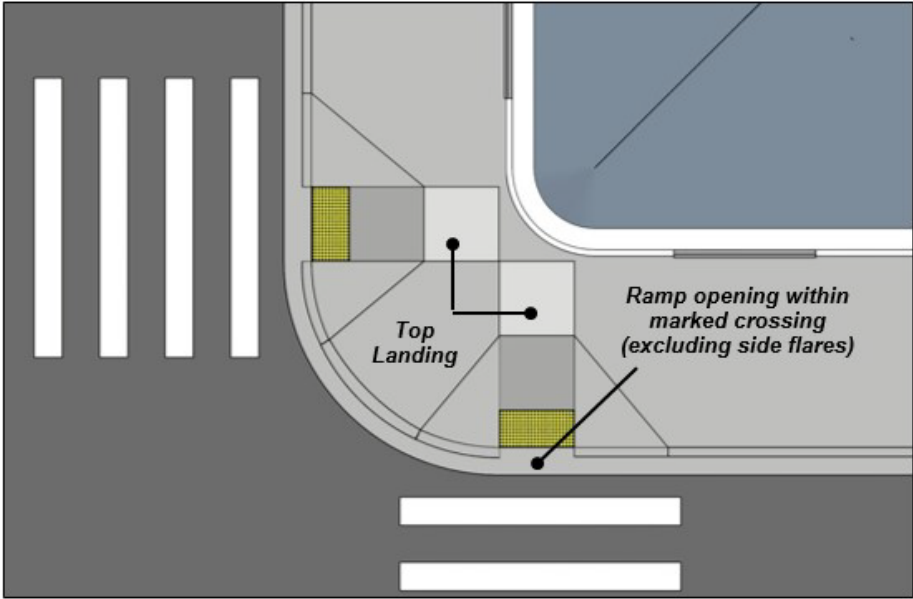 Ramp opening within
marked crossing
(excluding side flares)
Top
Landing